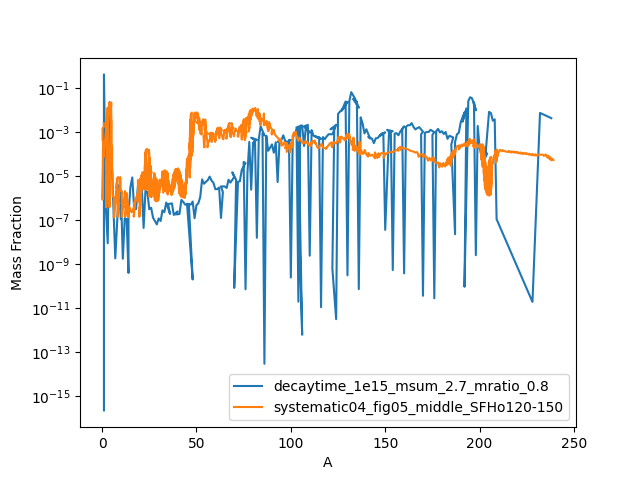 10⁻¹
10⁻³
10⁻⁵
10⁻⁷
10⁻⁹
10⁻¹¹
10⁻¹³
10⁻¹⁵
Mass Fraction
decaytime_1e15_msum_2.7_mratio_0.8
systematic04_fig05_middle_SFHo120-150
0 50 100 150 200 250
A